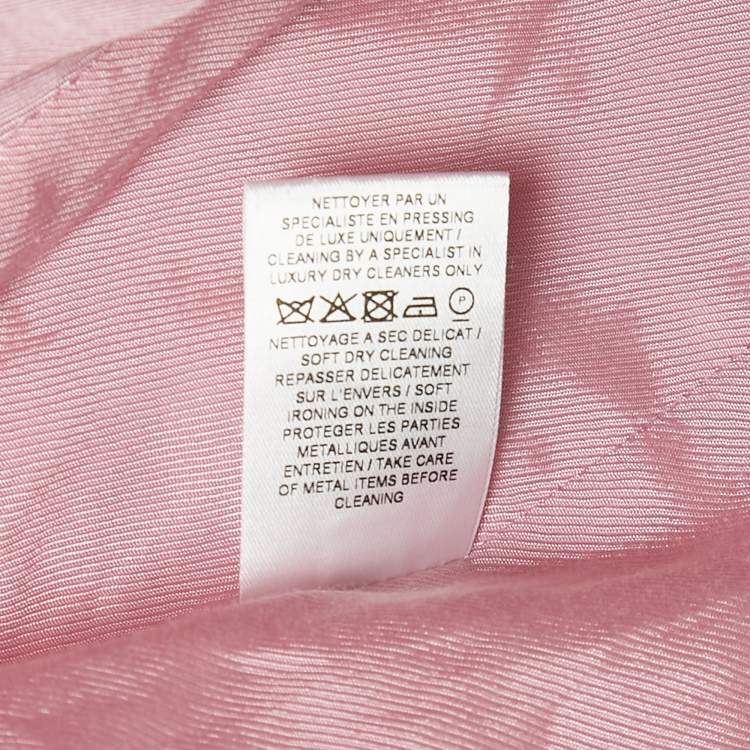 NETTOYER PAR UN
SPECIALISTE EN PRESSING
DE LUXE UNIQUEMENT /
CLEANING BY A SPECIALIST IN
LUXURY DRY CLEANERS ONLY
P
NETTOYAGE A SEC DELICAT /
SOFT DRY CLEANING
REPASSER DELICATEMENT
SUR L'ENVERS / SOFT
IRONING ON THE INSIDE
PROTEGER LES PARTIES
METALLIQUES AVANT
ENTRETIEN / TAKE CARE
OF METAL ITEMS BEFORE
CLEANING